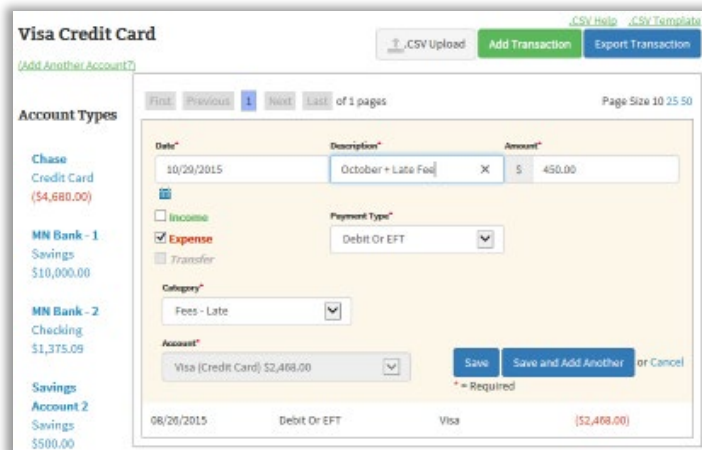 .CSV Help .CSV Template
Visa Credit Card
.CSV Upload Add Transaction Export Transaction
(Add Another Account?)
First Previous 1 Next Last of 1 pages Page Size 10 25 50
Account Types
Date* Description* Amount*
10/29/2015 October + Late Fee X $ 450.00
Chase
Credit Card
($4,680.00)
Income Payment Type*
Expense Debit Or EFT
Transfer
MN Bank - 1
Savings
$10,000.00
Category*
Fees - Late
MN Bank - 2
Checking
$1,375.09
Account*
Visa (Credit Card) $2,468.00 Save Save and Add Another or Cancel
* = Required
Savings
Account 2
Savings
$500.00
08/26/2015 Debit Or EFT Visa ($2,468.00)